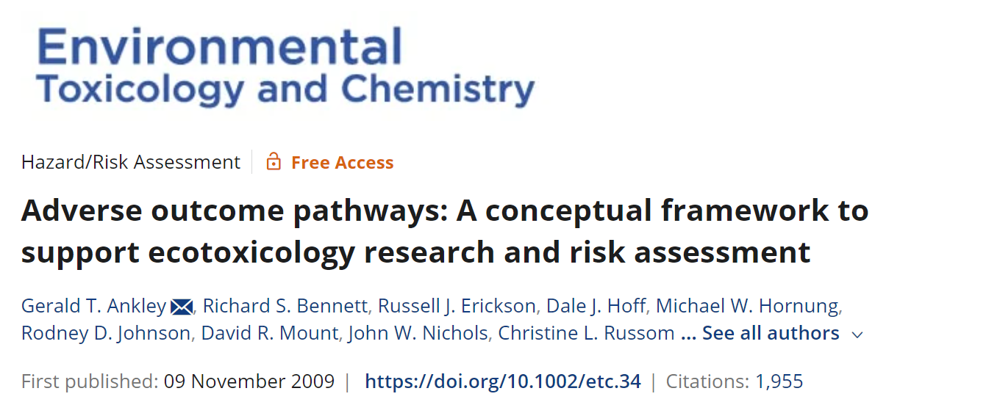 Environmental
Toxicology and Chemistry
Hazard/Risk Assessment | Free Access
Adverse outcome pathways: A conceptual framework to
support ecotoxicology research and risk assessment
Gerald T. Ankley, Richard S. Bennett, Russell J. Erickson, Dale J. Hoff, Michael W. Hornung,
Rodney D. Johnson, David R. Mount, John W. Nichols, Christine L. Russom ... See all authors
First published: 09 November 2009 | https://doi.org/10.1002/etc.34 | Citations: 1,955